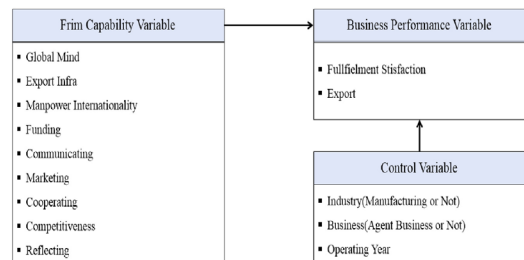 Frim Capability Variable
Global Mind
Export Infra
Manpower Internationality
Funding
Communicating
Marketing
Cooperating
Competitiveness
Reflecting
Business Performance Variable
Fullfielment Stisfaction
Export
Control Variable
Industry(Manufacturing or Not)
Business(Agent Business or Not)
Operating Year